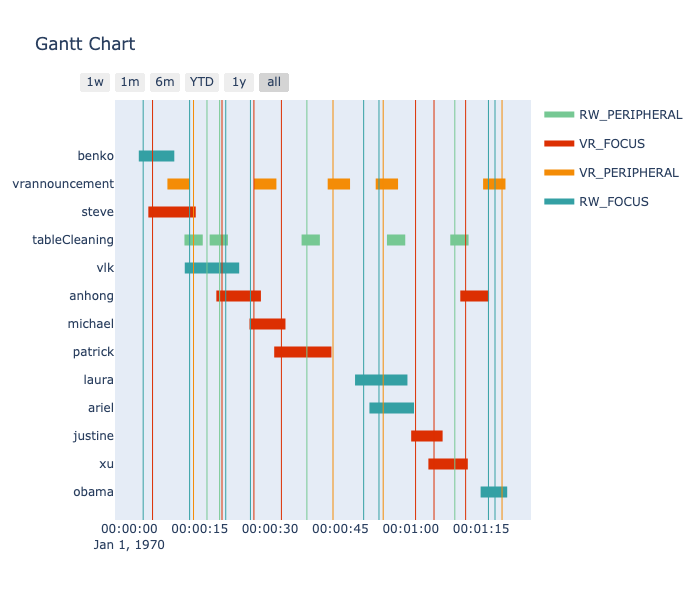 Gantt Chart
1w 1m 6m YTD 1y all
RW_PERIPHERAL
VR_FOCUS
VR_PERIPHERAL
RW_FOCUS
benko
vrannouncement
steve
tableCleaning
vlk
anhong
michael
patrick
laura
ariel
justine
xu
obama
00:00:00 00:00:15 00:00:30 00:00:45 00:01:00 00:01:15
Jan 1, 1970